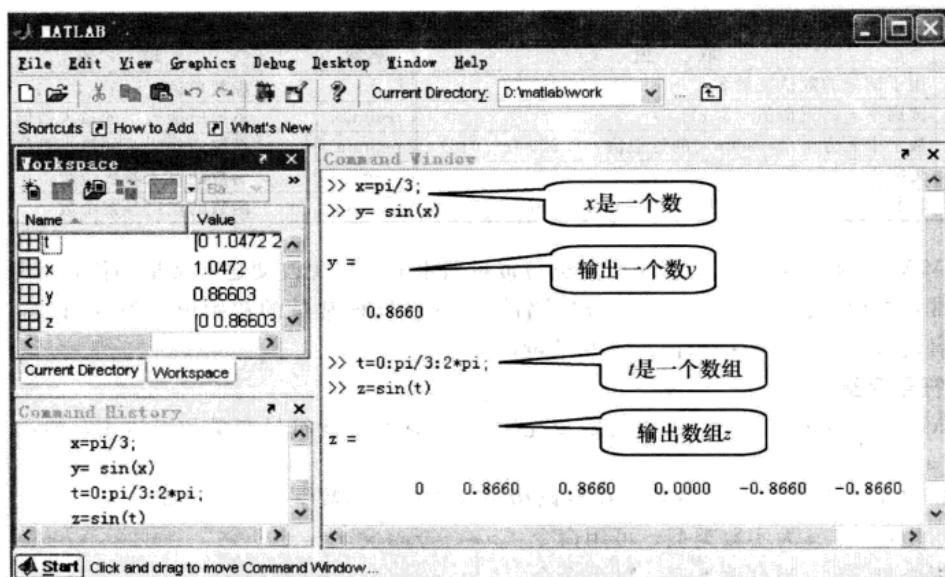 MATLAB
File Edit View Graphics Debug Desktop Window Help
Current Directory: D:\matlab\work ...
Shortcuts How to Add What's New
Workspace
Name Value
t [0 1.0472 2
x 1.0472
y 0.86603
z [0 0.86603
Current Directory Workspace
Command History
x=pi/3;
y= sin(x)
t=0:pi/3:2*pi;
z=sin(t)
Command Window
>> x=pi/3;
x是一个数
>> y= sin(x)
y =
输出一个数y
0.8660
>> t=0:pi/3:2*pi;
t是一个数组
>> z=sin(t)
z =
输出数组z
0 0.8660 0.8660 0.0000 -0.8660 -0.8660
Start Click and drag to move Command Window...